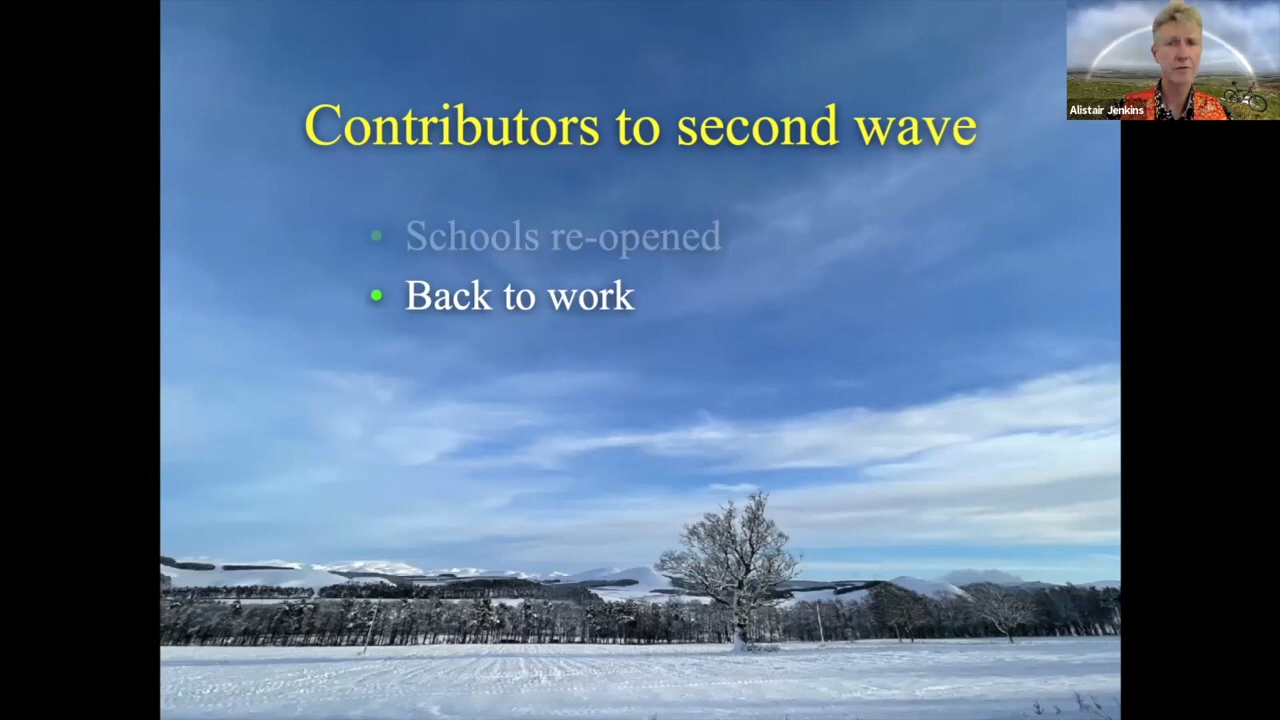 Contributors to second wave
Alistair Jenkins
• Schools re-opened
• Back to work